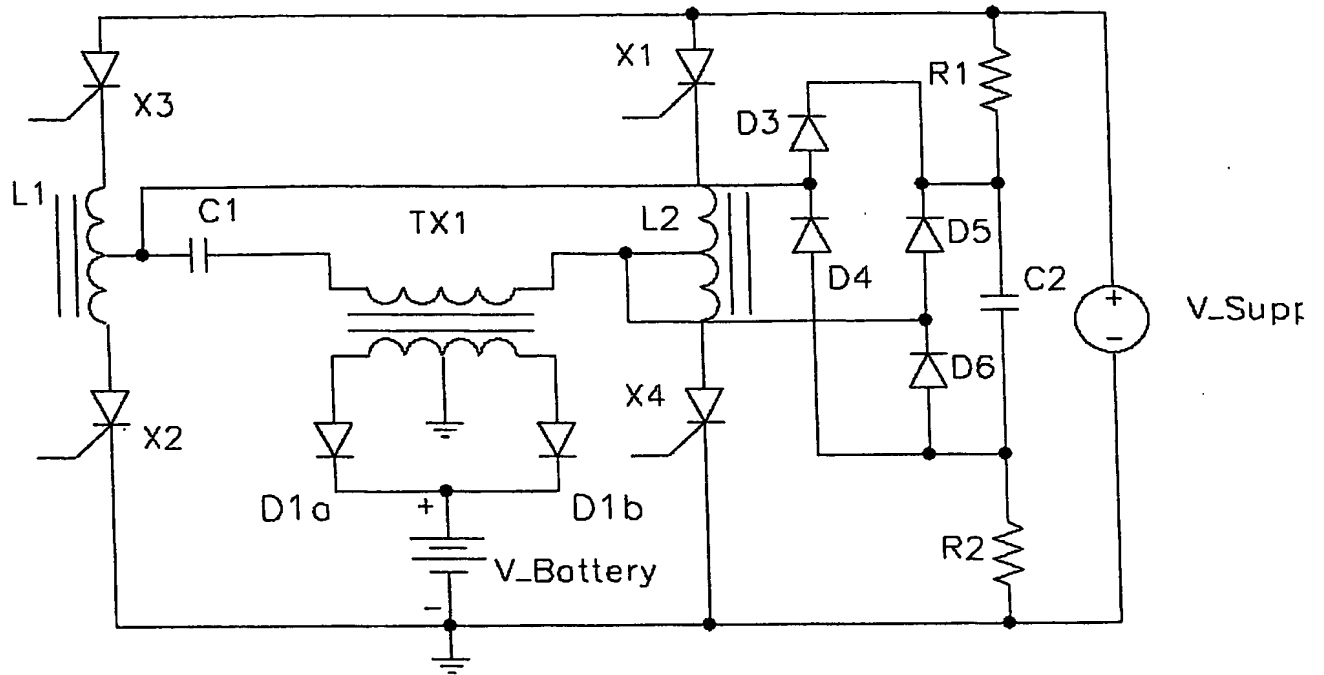 X1
R1
X3
D3
L1
C1
TX1
L2
D5
D4
C2
+
-
V_Supp
D6
X4
X2
D1a
+
D1b
R2
V_Battery
-